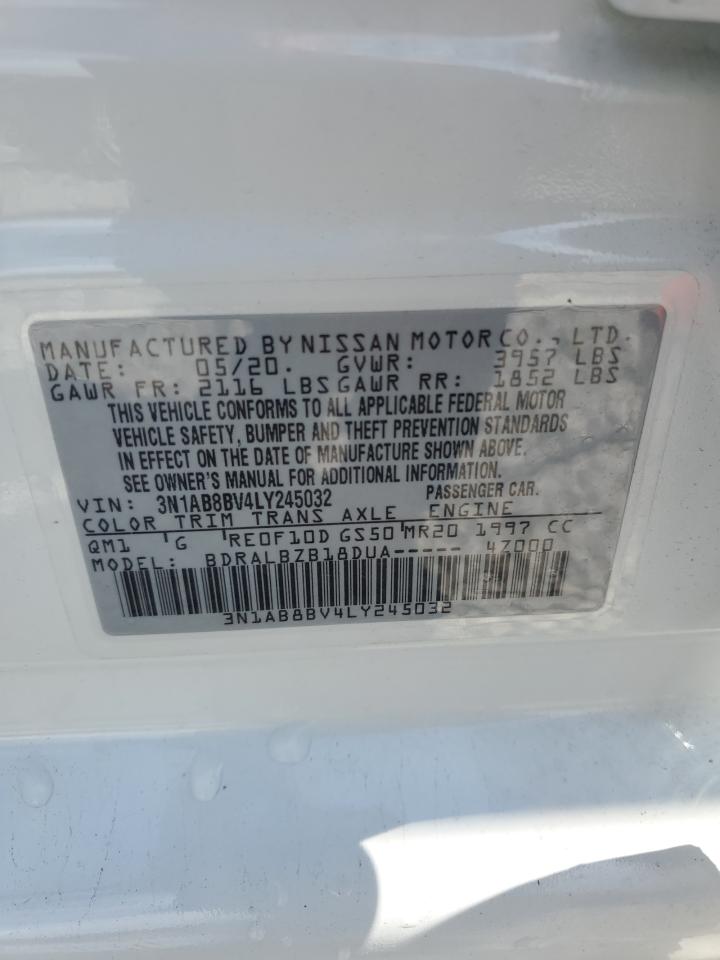 MANUFACTURED BY NISSAN MOTOR CO., LTD.
DATE: 05/20. GVWR: 3957 LBS
GAWR FR: 2116 LBS GAWR RR: 1852 LBS
THIS VEHICLE CONFORMS TO ALL APPLICABLE FEDERAL MOTOR
VEHICLE SAFETY, BUMPER AND THEFT PREVENTION STANDARDS
IN EFFECT ON THE DATE OF MANUFACTURE SHOWN ABOVE.
SEE OWNER'S MANUAL FOR ADDITIONAL INFORMATION.
VIN: 3N1AB8BV4LY245032 PASSENGER CAR.
COLOR TRIM TRANS AXLE ENGINE
QM1 'G 'RE0F10D GS50 'MR20 1997 CC
MODEL: BDRALBZB18DUA----- 4Z000
3N1AB8BV4LY245032